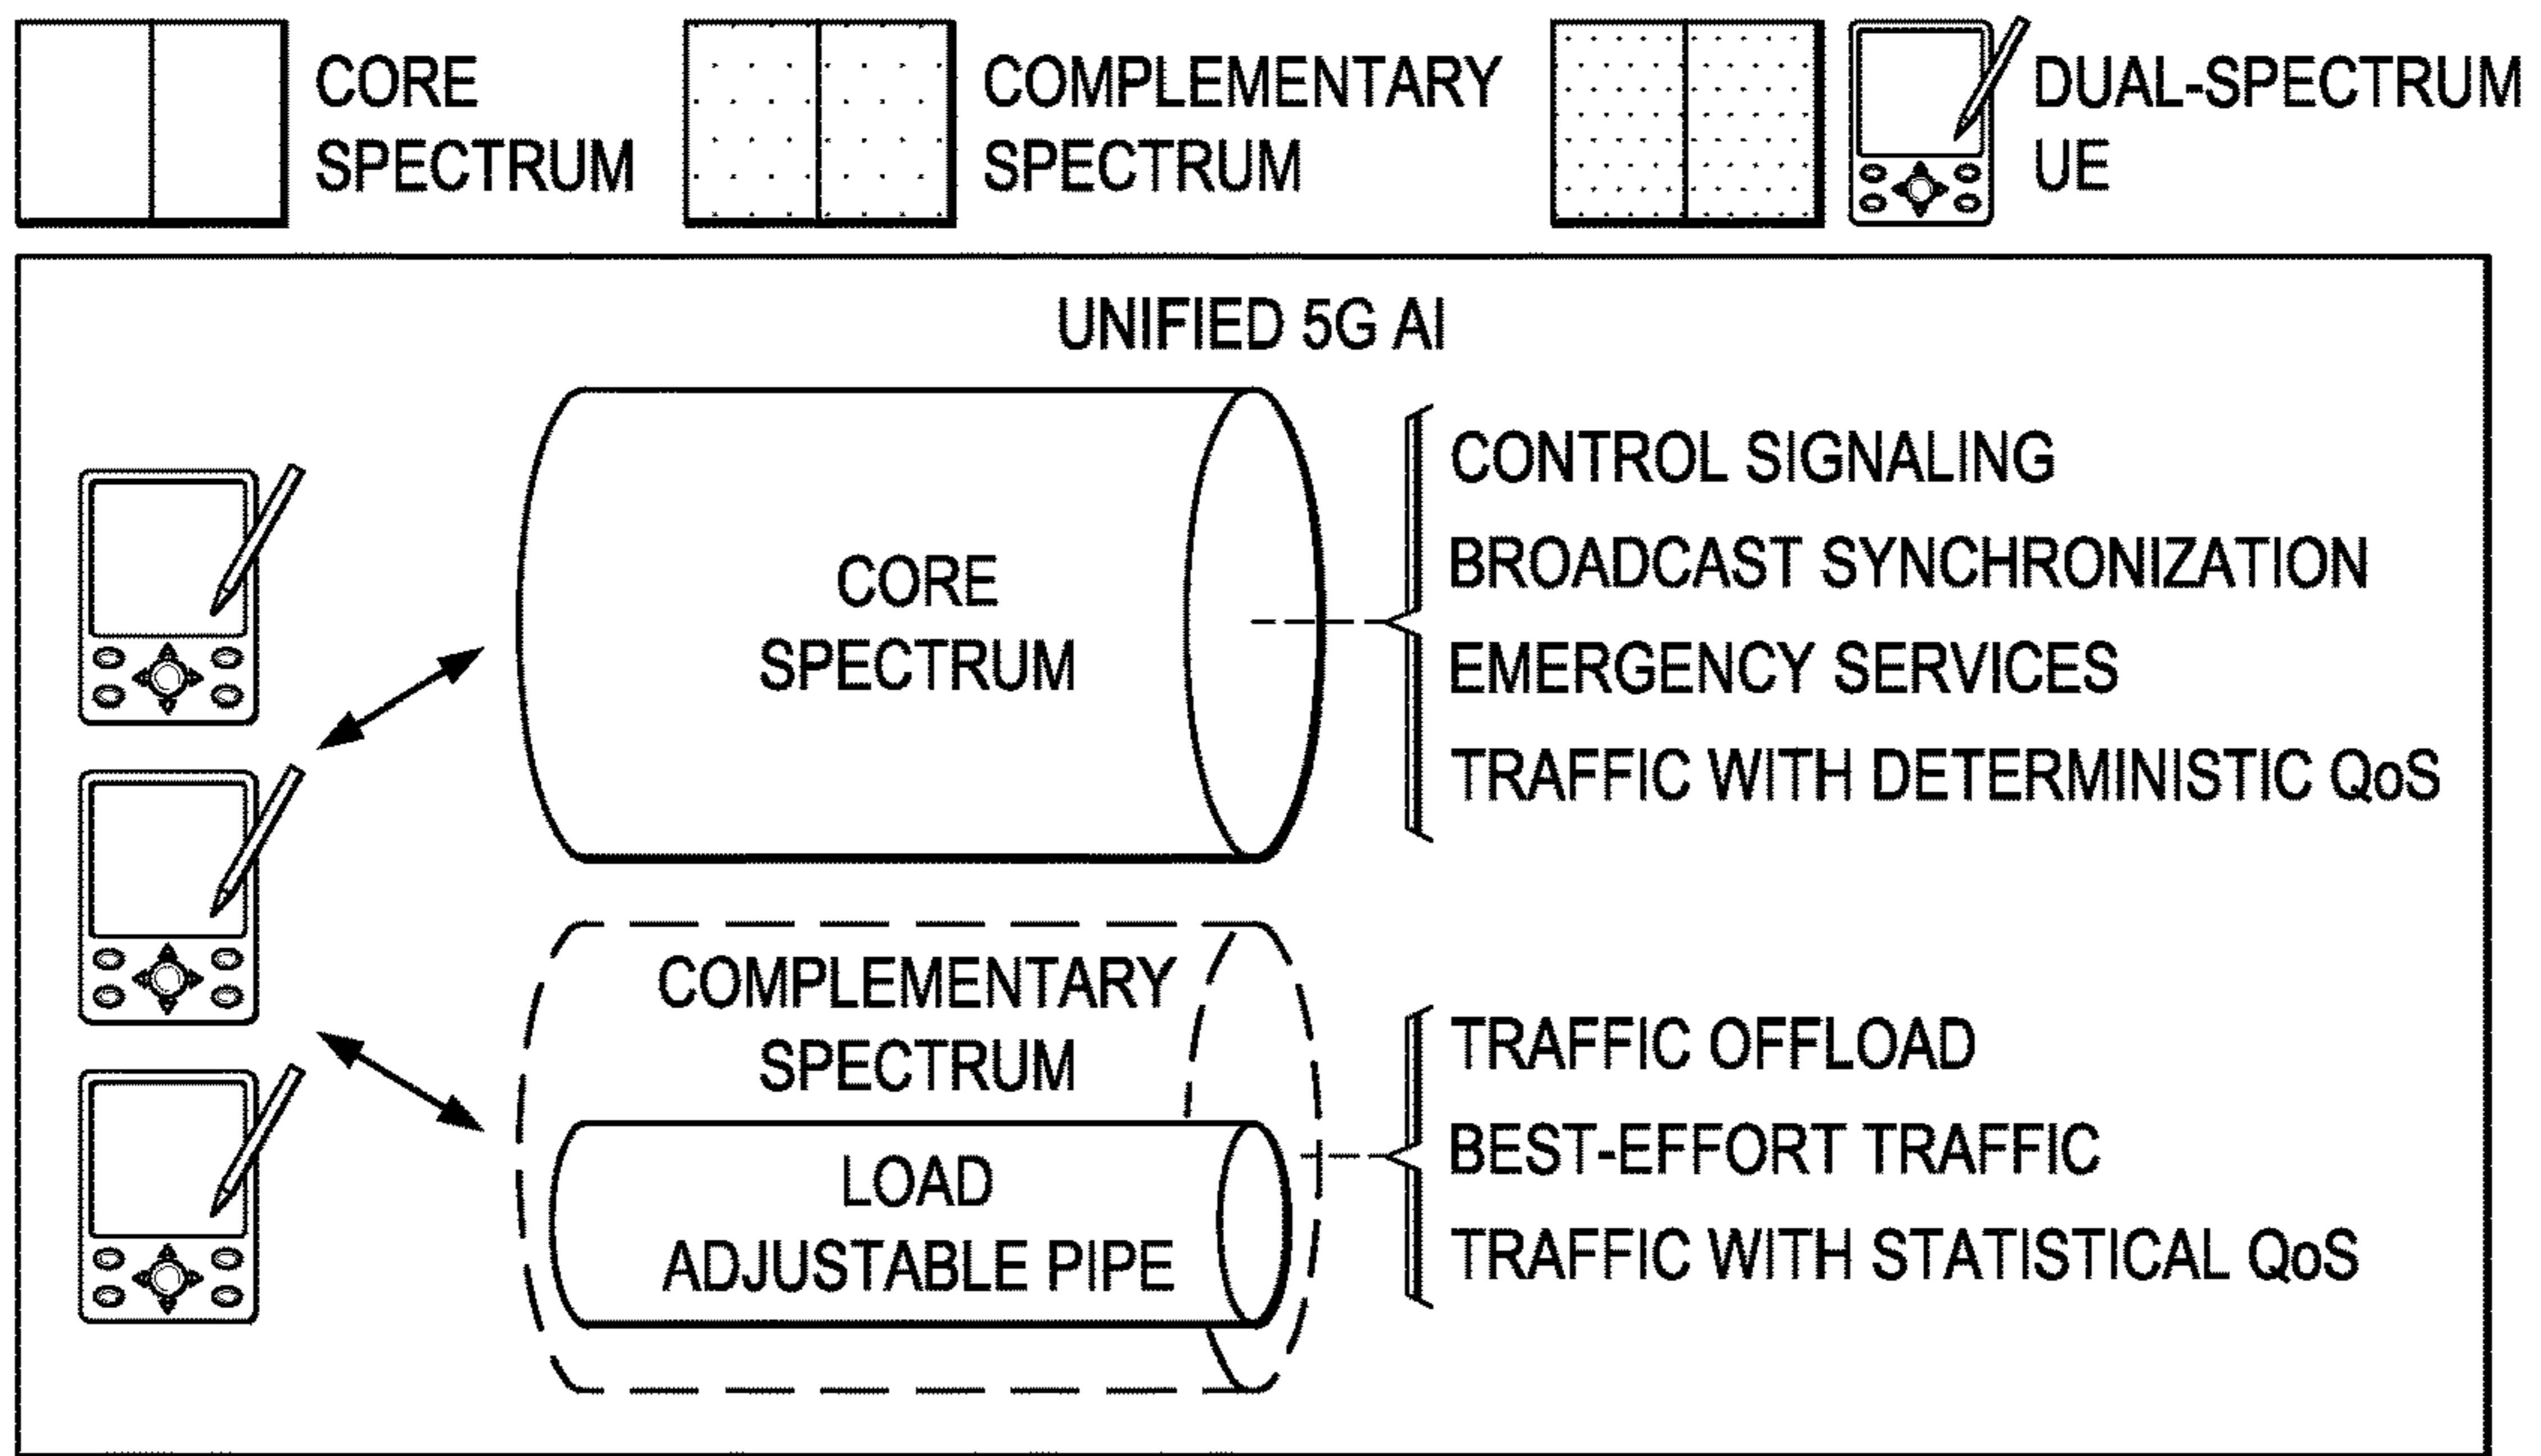 CORE
SPECTRUM
COMPLEMENTARY
SPECTRUM
DUAL-SPECTRUM
UE
UNIFIED 5G AI
CORE
SPECTRUM
CONTROL SIGNALING
BROADCAST SYNCHRONIZATION
EMERGENCY SERVICES
TRAFFIC WITH DETERMINISTIC QoS
COMPLEMENTARY
SPECTRUM
LOAD
ADJUSTABLE PIPE
TRAFFIC OFFLOAD
BEST-EFFORT TRAFFIC
TRAFFIC WITH STATISTICAL QoS